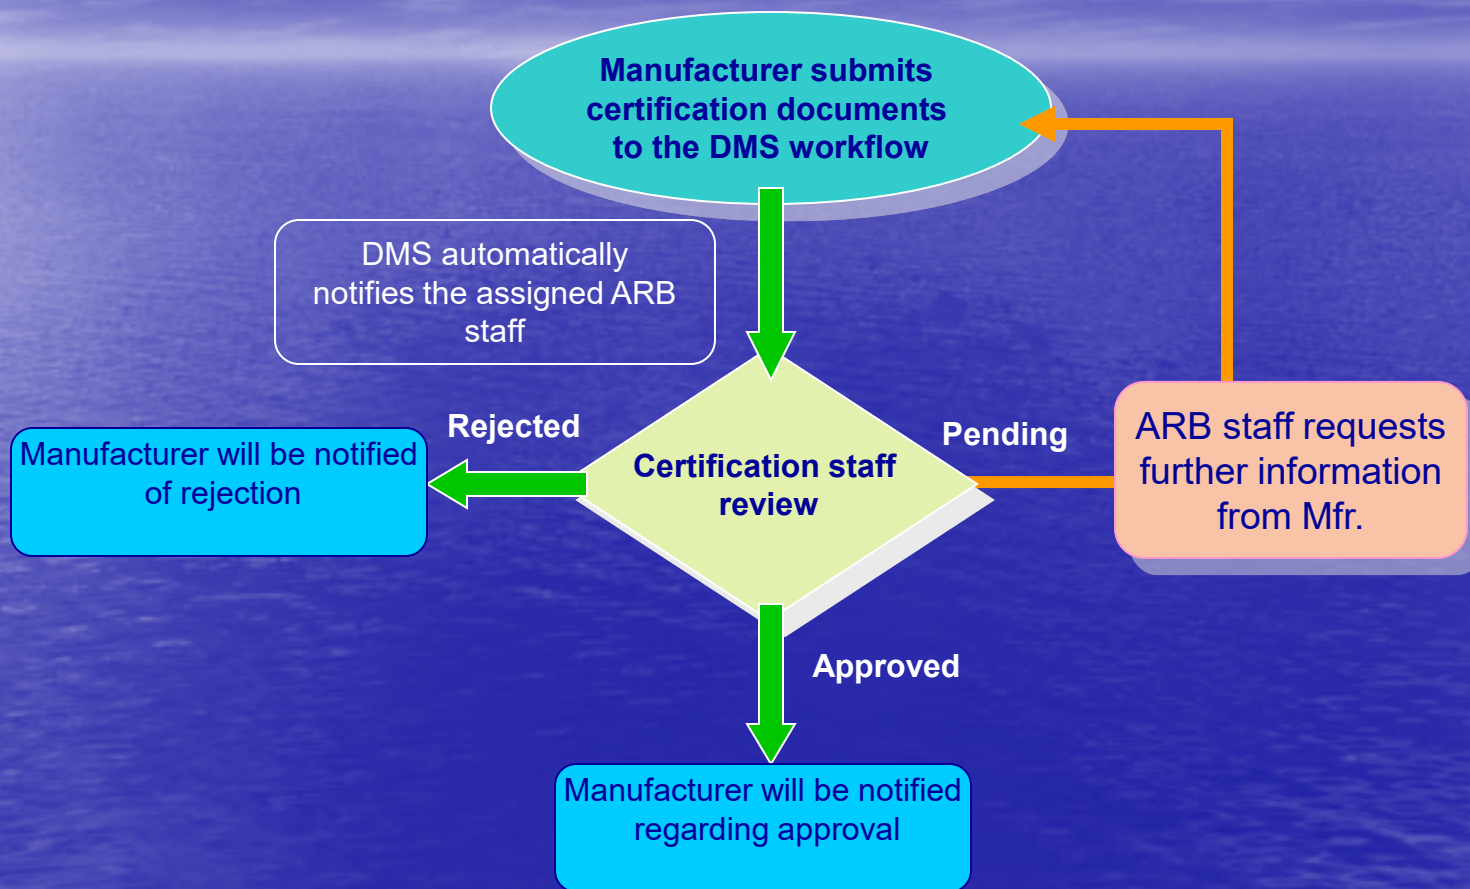 Manufacturer submits
certification documents
to the DMS workflow
DMS automatically
notifies the assigned ARB
staff
Rejected
Pending
Manufacturer will be notified
of rejection
Certification staff
review
ARB staff requests
further information
from Mfr.
Approved
Manufacturer will be notified
regarding approval